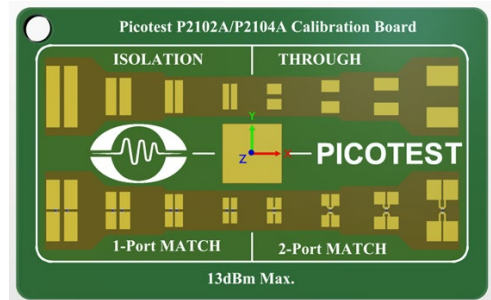 Picotest P2102A/P2104A Calibration Board
ISOLATION THROUGH
Y
Z X
PICOTEST
1-Port MATCH 2-Port MATCH
13dBm Max.